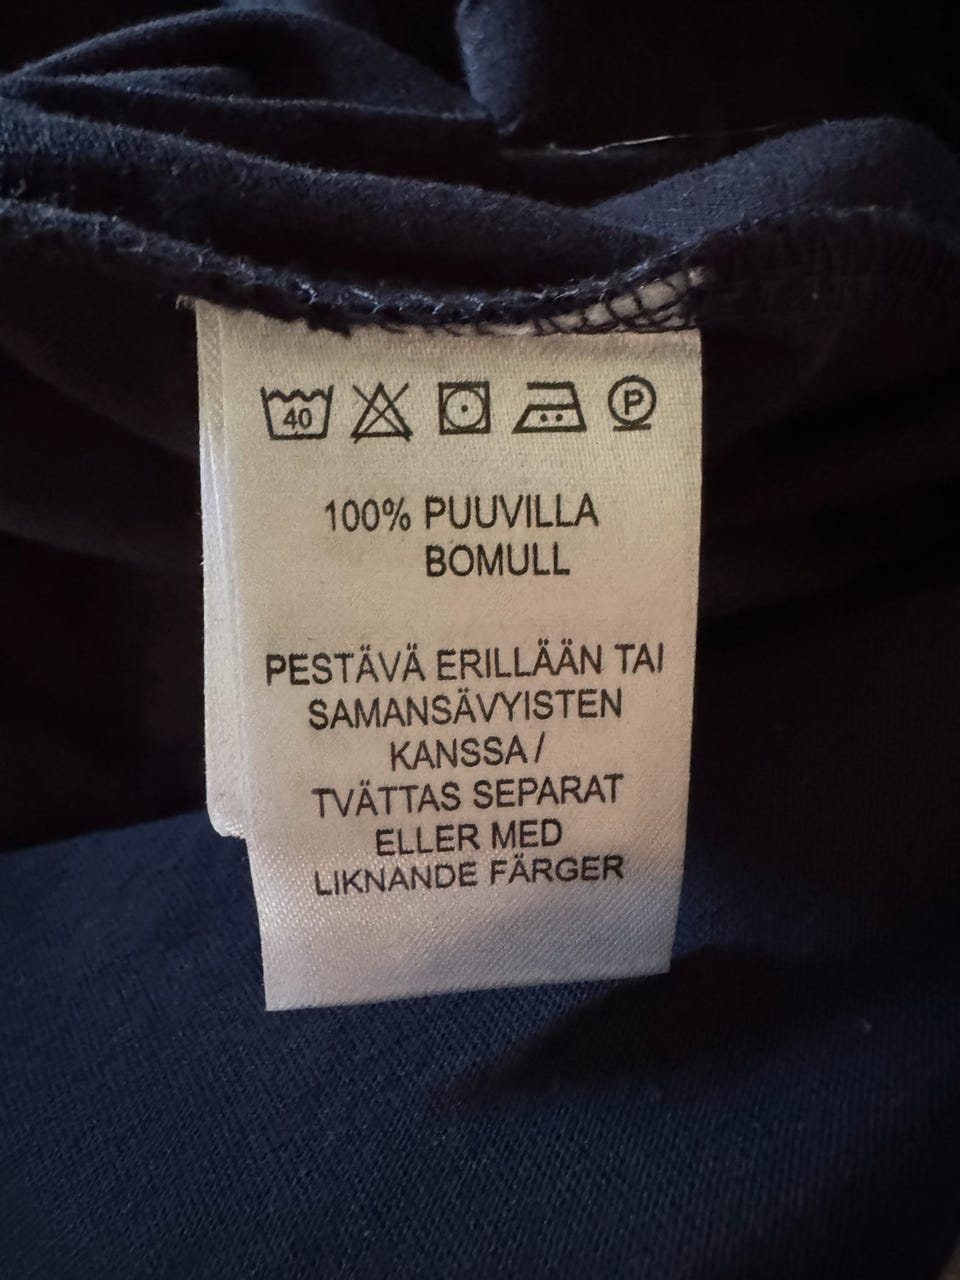 40 P
100% PUUVILLA
BOMULL
PESTÄVÄ ERILLÄÄN TAI
SAMANSÄVYISTEN
KANSSA /
TVÄTTAS SEPARAT
ELLER MED
LIKNANDE FÄRGER